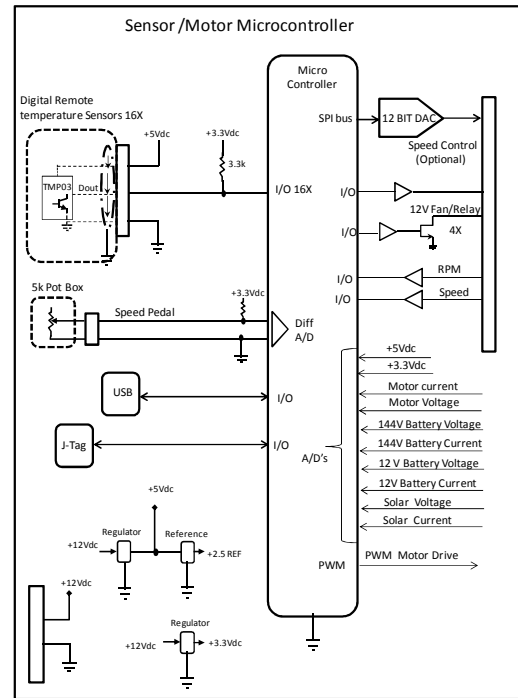 Sensor /Motor Microcontroller
Micro
Controller
Digital Remote
temperature Sensors 16X
+5Vdc
+3.3Vdc
3.3k
TMP03
Dout
I/O 16X
SPI bus
12 BIT DAC
Speed Control
(Optional)
I/O
12V Fan/Relay
I/O
4X
I/O
RPM
I/O
Speed
5k Pot Box
Speed Pedal
+3.3Vdc
Diff
A/D
USB
I/O
J-Tag
I/O
+5Vdc
+3.3Vdc
Motor current
Motor Voltage
144V Battery Voltage
144V Battery Current
A/D's
12 V Battery Voltage
12V Battery Current
Solar Voltage
Solar Current
PWM
PWM Motor Drive
+5Vdc
Regulator
Reference
+12Vdc
+2.5 REF
+12Vdc
Regulator
+12Vdc
+3.3Vdc